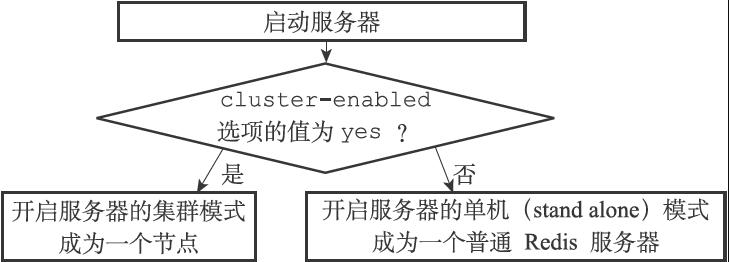 启动服务器
cluster-enabled
选项的值为 yes ？
是
否
开启服务器的集群模式
成为一个节点
开启服务器的单机（stand alone）模式
成为一个普通 Redis 服务器